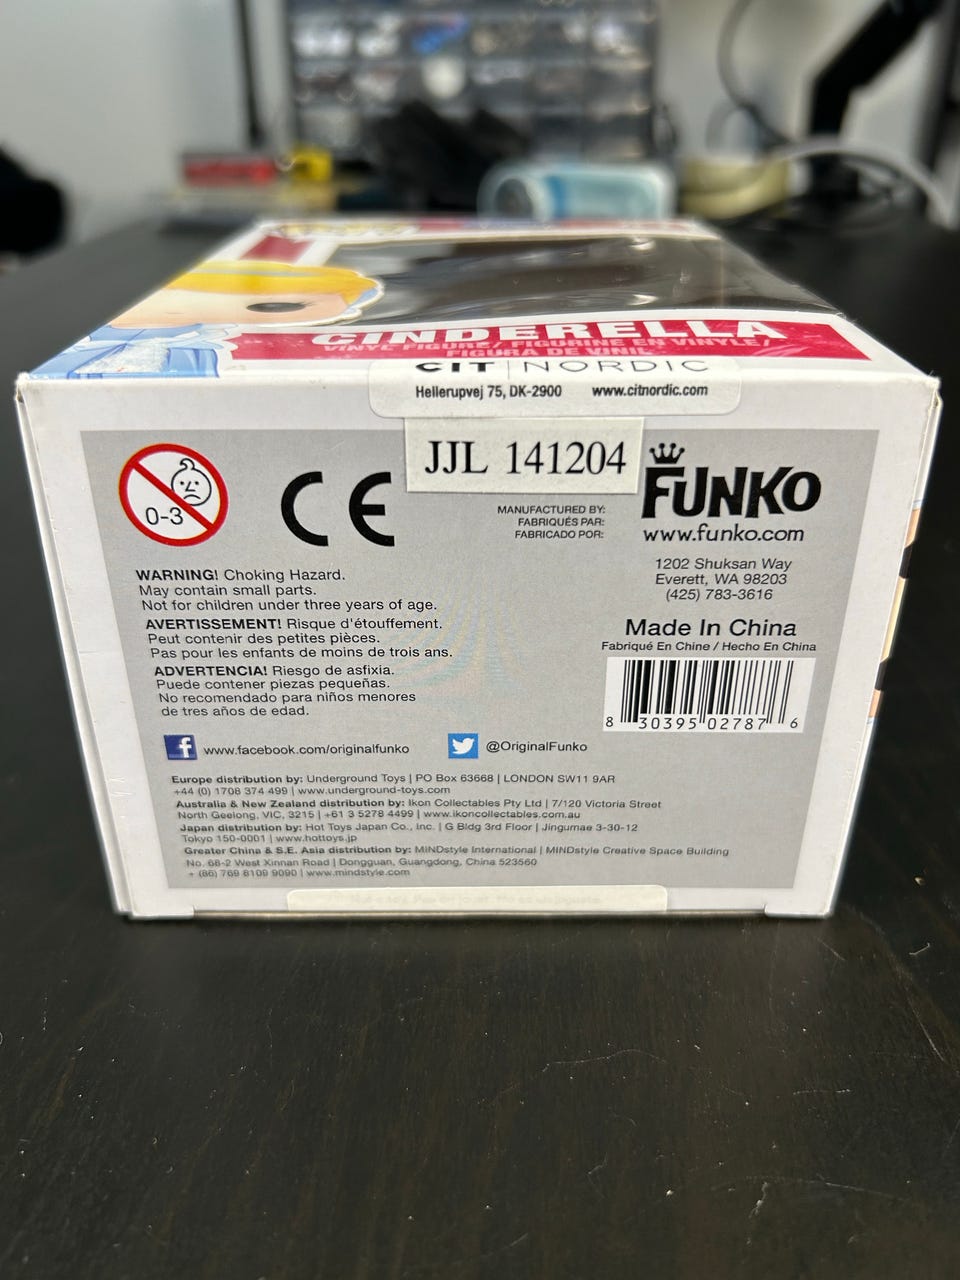 CINDERELLA
VINYL FIGURE/ FIGURINE EN VINYLE/
FIGURA DE VINIL
CIT | NORDIC
Hellerupvej 75, DK-2900 www.citnordic.com
JJL 141204
0-3
CE
MANUFACTURED BY:
FABRIQUÉS PAR:
FABRICADO POR:
FUNKO
www.funko.com
1202 Shuksan Way
Everett, WA 98203
(425) 783-3616
Made In China
Fabriqué En Chine / Hecho En China
8 30395 02787 6
WARNING! Choking Hazard.
May contain small parts.
Not for children under three years of age.
AVERTISSEMENT! Risque d'étouffement.
Peut contenir des petites pièces.
Pas pour les enfants de moins de trois ans.
ADVERTENCIA! Riesgo de asfixia.
Puede contener piezas pequeñas.
No recomendado para niños menores
de tres años de edad.
f www.facebook.com/originalfunko @OriginalFunko
Europe distribution by: Underground Toys | PO Box 63668 | LONDON SW11 9AR
+44 (0) 1708 374 499 | www.underground-toys.com
Australia & New Zealand distribution by: Ikon Collectables Pty Ltd | 7/120 Victoria Street
North Geelong, VIC, 3215 | +61 3 5278 4499 | www.ikoncollectables.com.au
Japan distribution by: Hot Toys Japan Co., Inc. | G Bldg 3rd Floor | Jingumae 3-30-12
Tokyo 150-0001 | www.hottoys.jp
Greater China & S.E. Asia distribution by: MINDstyle International | MINDstyle Creative Space Building
No. 68-2 West Xinnan Road | Dongguan, Guangdong, China 523560
+ (86) 769 8109 9090 | www.mindstyle.com